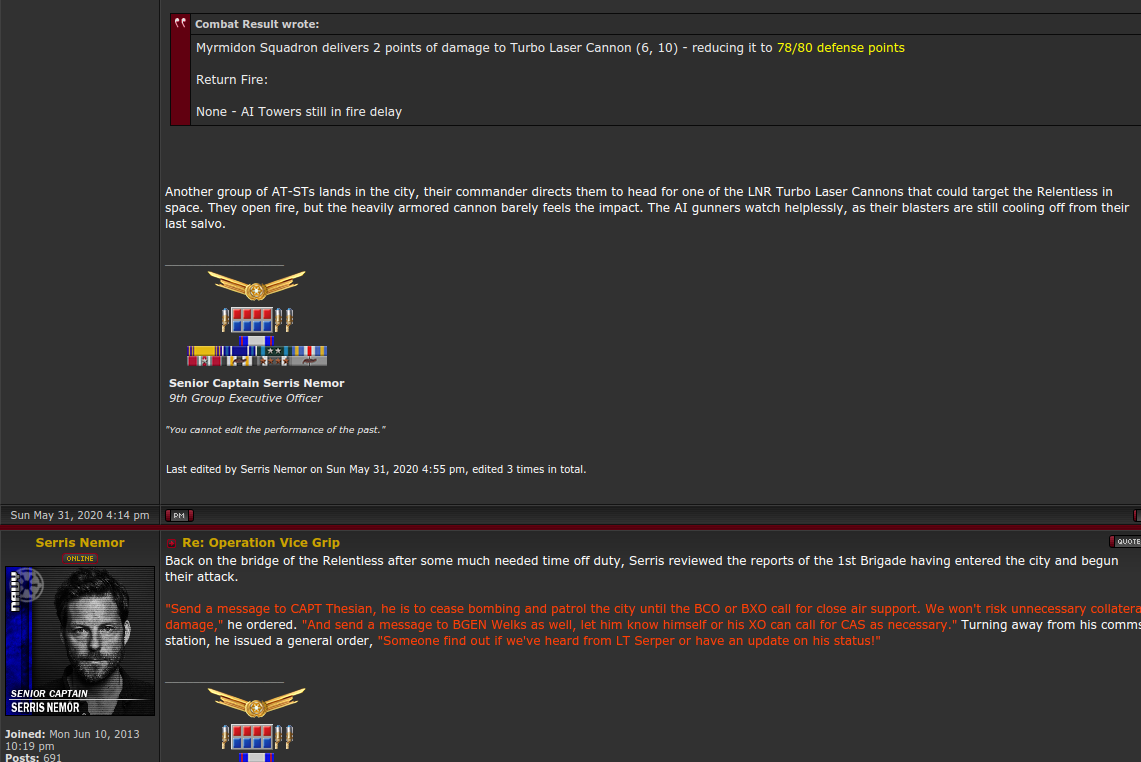 Combat Result wrote:
Myrmidon Squadron delivers 2 points of damage to Turbo Laser Cannon (6, 10) - reducing it to 78/80 defense points
Return Fire:
None - AI Towers still in fire delay
Another group of AT-STs lands in the city, their commander directs them to head for one of the LNR Turbo Laser Cannons that could target the Relentless in
space. They open fire, but the heavily armored cannon barely feels the impact. The AI gunners watch helplessly, as their blasters are still cooling off from their
last salvo.
Senior Captain Serris Nemor
9th Group Executive Officer
"You cannot edit the performance of the past."
Last edited by Serris Nemor on Sun May 31, 2020 4:55 pm, edited 3 times in total.
Sun May 31, 2020 4:14 pm
PM
Serris Nemor
ONLINE
Re: Operation Vice Grip
QUOTE
Back on the bridge of the Relentless after some much needed time off duty, Serris reviewed the reports of the 1st Brigade having entered the city and begun
their attack.
"Send a message to CAPT Thesian, he is to cease bombing and patrol the city until the BCO or BXO call for close air support. We won't risk unnecessary collatera
damage," he ordered. "And send a message to BGEN Welks as well, let him know himself or his XO can call for CAS as necessary." Turning away from his comms
station, he issued a general order, "Someone find out if we've heard from LT Serper or have an update on his status!"
NAVY
SENIOR CAPTAIN
SERRIS NEMOR
Joined: Mon Jun 10, 2013
10:19 pm
Posts: 691